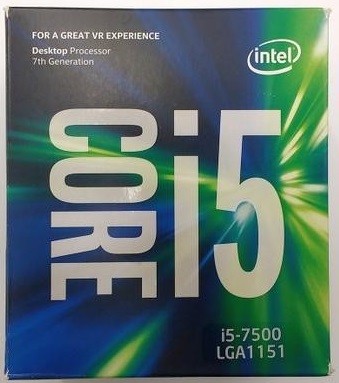 FOR A GREAT VR EXPERIENCE
Desktop Processor
7th Generation
intel
CORE i5
i5-7500
LGA1151